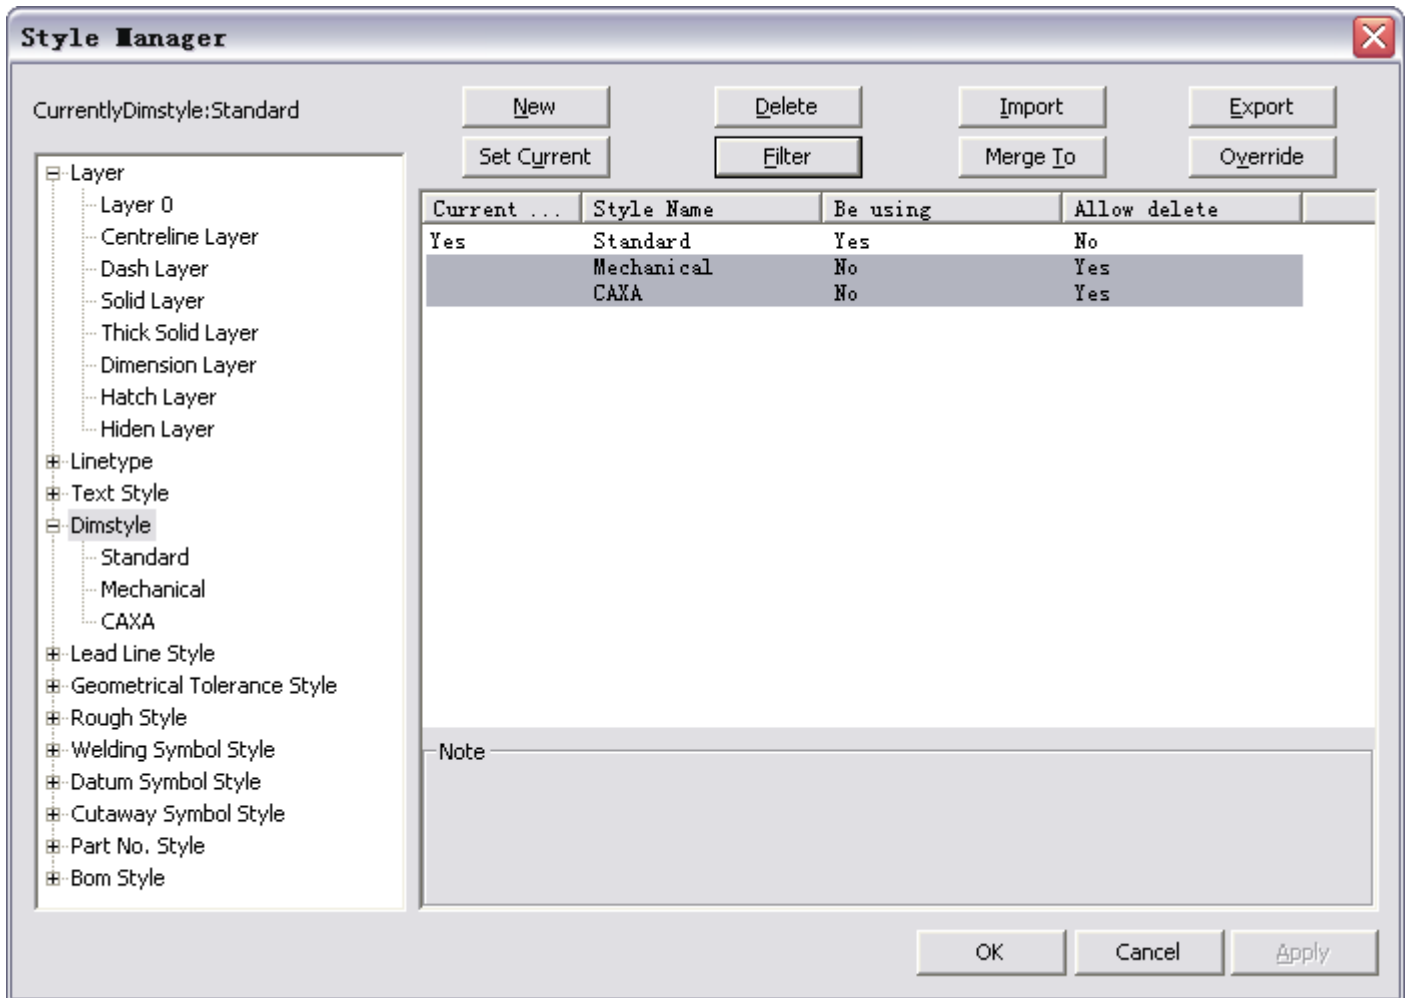 Style Manager
CurrentlyDimstyle:Standard
New Delete Import Export
Set Current Filter Merge To Override
Layer
Layer 0
Centreline Layer
Dash Layer
Solid Layer
Thick Solid Layer
Dimension Layer
Hatch Layer
Hiden Layer
Linetype
Text Style
Dimstyle
Standard
Mechanical
CAXA
Lead Line Style
Geometrical Tolerance Style
Rough Style
Welding Symbol Style
Datum Symbol Style
Cutaway Symbol Style
Part No. Style
Bom Style
Current ... Style Name Be using Allow delete
Yes Standard Yes No
Mechanical No Yes
CAXA No Yes
Note
OK Cancel Apply